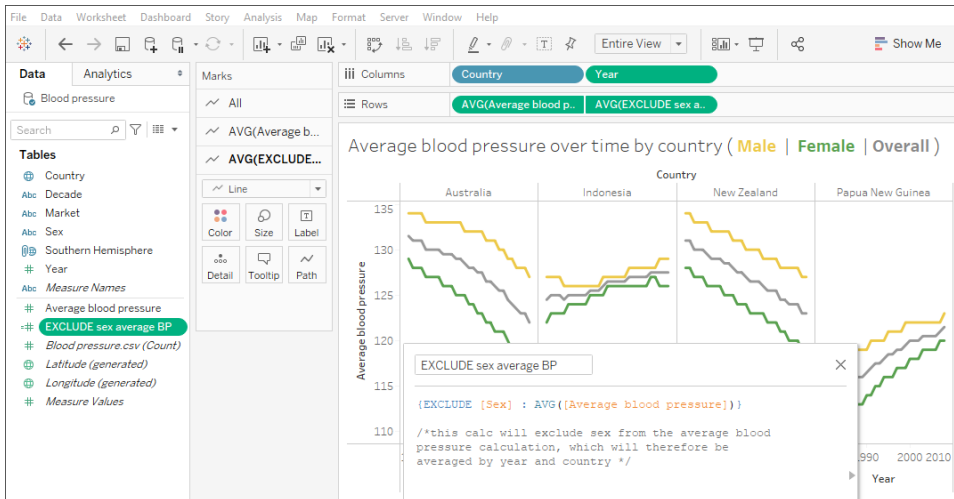 File Data Worksheet Dashboard Story Analysis Map Format Server Window Help
Entire View
Show Me
Data Analytics
Blood pressure
Search
Tables
Country
Abc Decade
Abc Market
Abc Sex
Southern Hemisphere
# Year
Abc Measure Names
# Average blood pressure
=# EXCLUDE sex average BP
# Blood pressure.csv (Count)
Latitude (generated)
Longitude (generated)
# Measure Values
Marks
All
AVG(Average b...
AVG(EXCLUDE...
Line
Color Size Label
Detail Tooltip Path
iii Columns Country Year
Rows AVG(Average blood p.. AVG(EXCLUDE sex a..
Average blood pressure over time by country ( Male | Female | Overall )
Country
Australia Indonesia New Zealand Papua New Guinea
Average blood pressure
135
130
125
120
115
110
1990 2000 2010
Year
EXCLUDE sex average BP
{EXCLUDE [Sex] : AVG([Average blood pressure])}
/*this calc will exclude sex from the average blood
pressure calculation, which will therefore be
averaged by year and country */